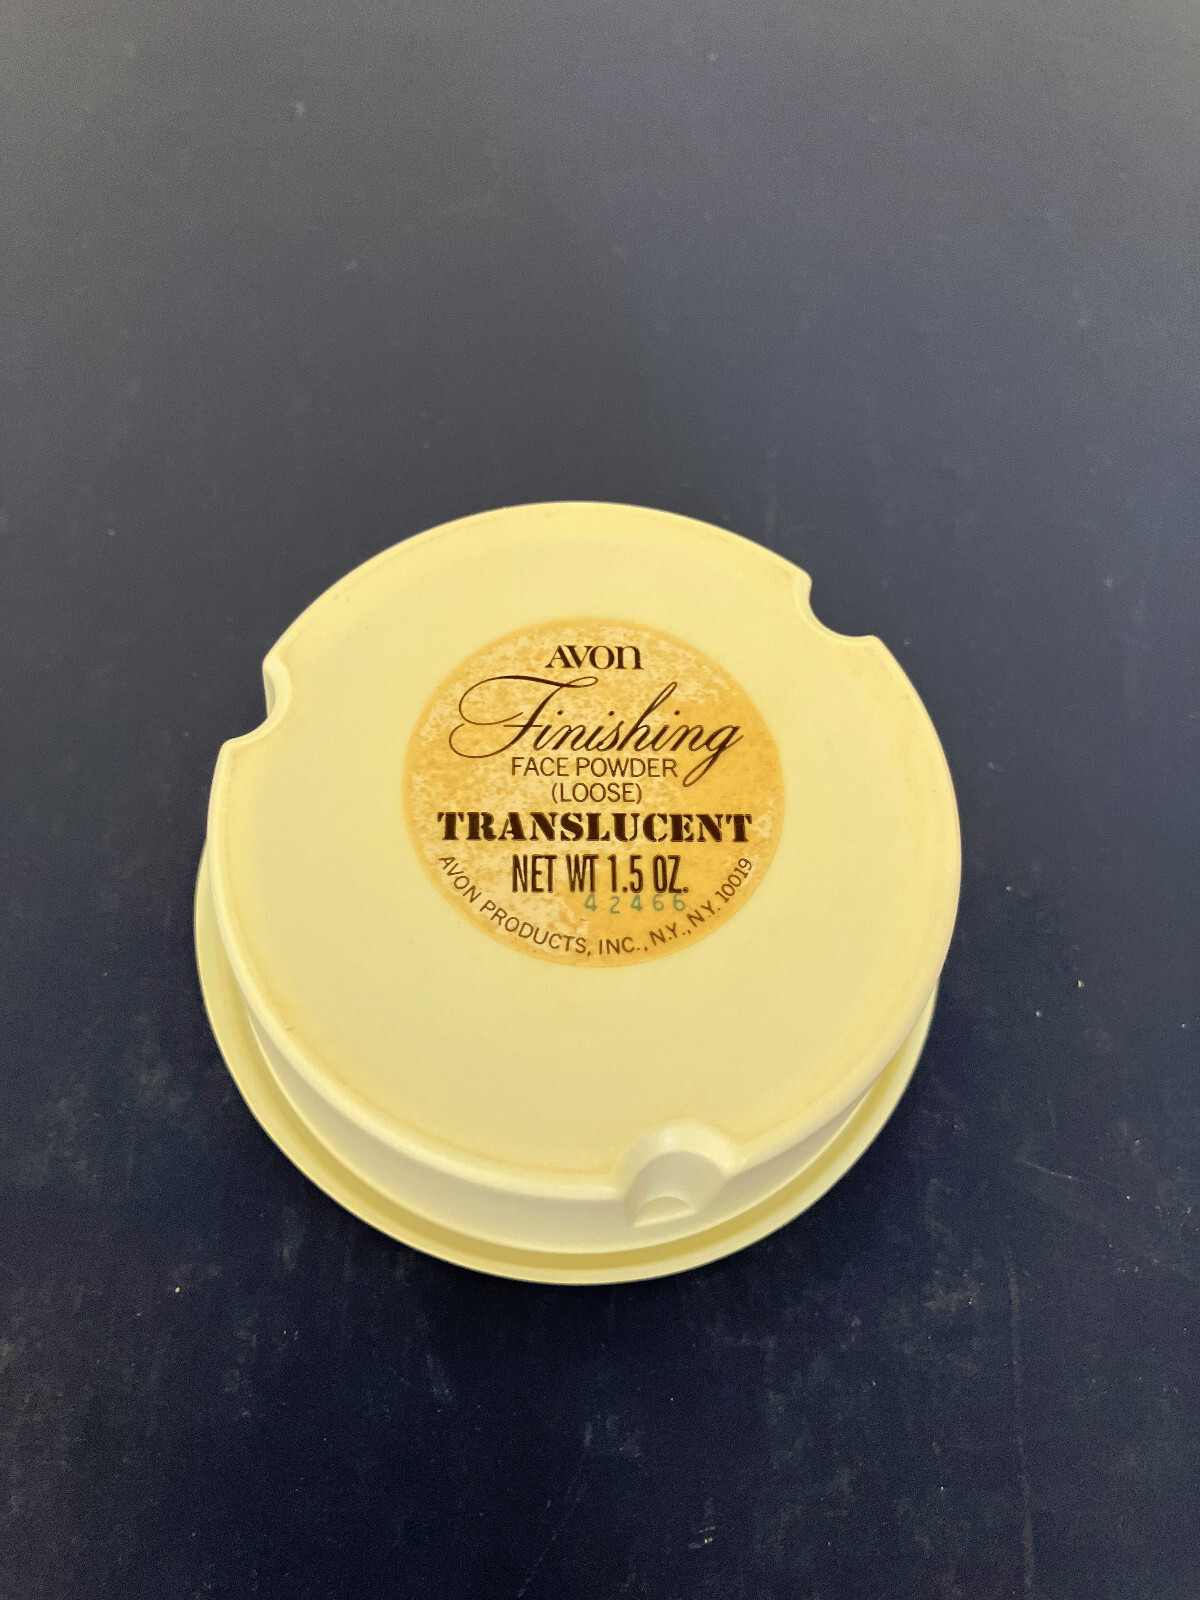 AVON
Finishing
FACE POWDER
(LOOSE)
TRANSLUCENT
NET WT 1.5 OZ.
42466
AVON PRODUCTS, INC., N.Y., N.Y. 10019